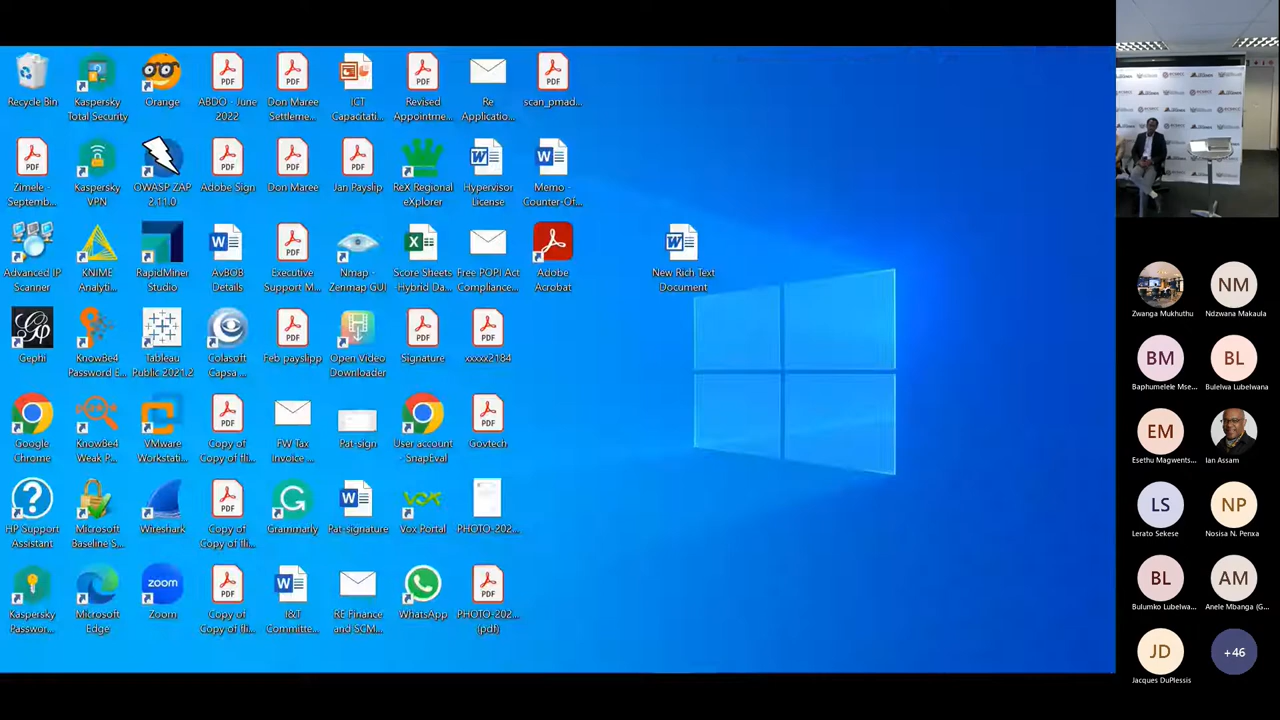 Recycle Bin
Kaspersky
Total Security
Orange
ABDO - June
2022
Don Maree
Settleme...
ICT
Capacitati...
Revised
Appointme...
Re
Applicatio...
scan_pmad...
Zimele -
Septemb...
Kaspersky
VPN
OWASP ZAP
2.11.0
Adobe Sign
Don Maree
Jan Payslip
ReX Regional
eXplorer
Hypervisor
License
Memo -
Counter-Of...
Advanced IP
Scanner
KNIME
Analyti...
RapidMiner
Studio
AvBOB
Details
Executive
Support M...
Nmap -
Zenmap GUI
Score Sheets
-Hybrid Da...
Free POPI Act
Compliance...
Adobe
Acrobat
New Rich Text
Document
Gephi
KnowBe4
Password E...
Tableau
Public 2021.2
Colasoft
Capsa ...
Feb payslipp
Open Video
Downloader
Signature
xxxxx2184
Google
Chrome
KnowBe4
Weak P...
VMware
Workstati...
Copy of
Copy of fli...
FW Tax
Invoice ...
Pat-sign
User account
- SnapEval
Govtech
HP Support
Assistant
Microsoft
Baseline S...
Wireshark
Copy of
Copy of fli...
Grammarly
Pat-signature
Vox Portal
PHOTO-202...
Kaspersky
Passwor...
Microsoft
Edge
zoom
Zoom
Copy of
Copy of fli...
I&T
Committe...
RE Finance
and SCM...
WhatsApp
PHOTO-202...
(pdf)
Zwanga Mukhuthu
NM
Ndzwana Makaula
BM
Baphumelele Mse...
BL
Bulelwa Lubelwana
EM
Esethu Magwents...
Ian Assam
LS
Lerato Sekese
NP
Nosisa N. Penxa
BL
Bulumko Lubelwa...
AM
Anele Mbanga (G...
JD
Jacques DuPlessis
+46